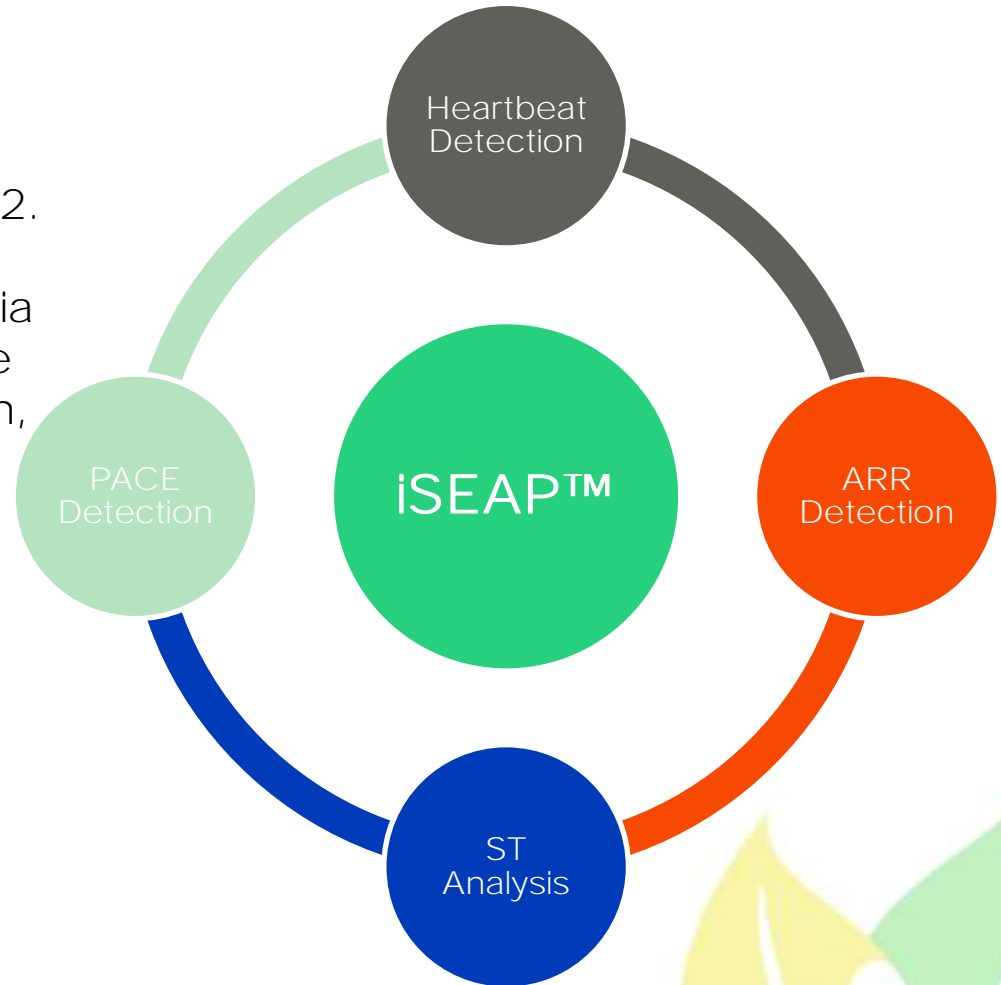 2.
ia
e
n,
Heartbeat
Detection
PACE
Detection
iSEAP™
ARR
Detection
ST
Analysis